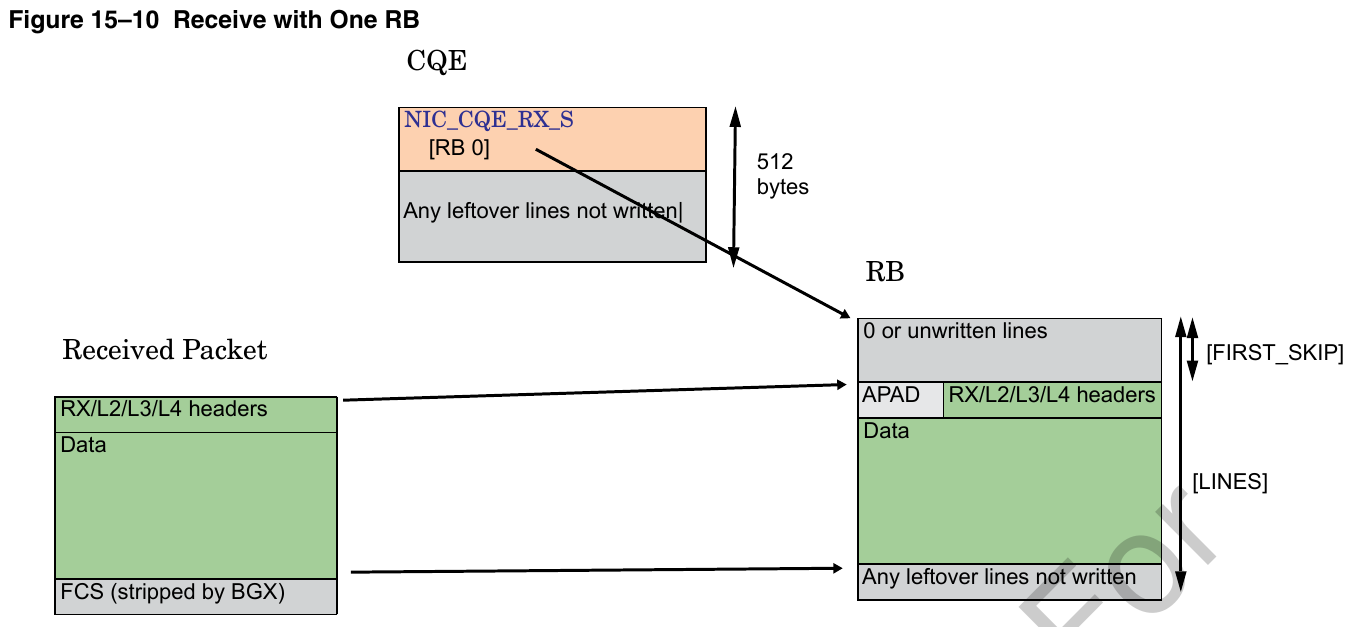 Figure 15–10  Receive with One RB
CQE
NIC_CQE_RX_S
[RB 0]
512
bytes
Any leftover lines not written|
RB
0 or unwritten lines
[FIRST_SKIP]
Received Packet
APAD
RX/L2/L3/L4 headers
RX/L2/L3/L4 headers
Data
Data
[LINES]
Any leftover lines not written
FCS (stripped by BGX)
For